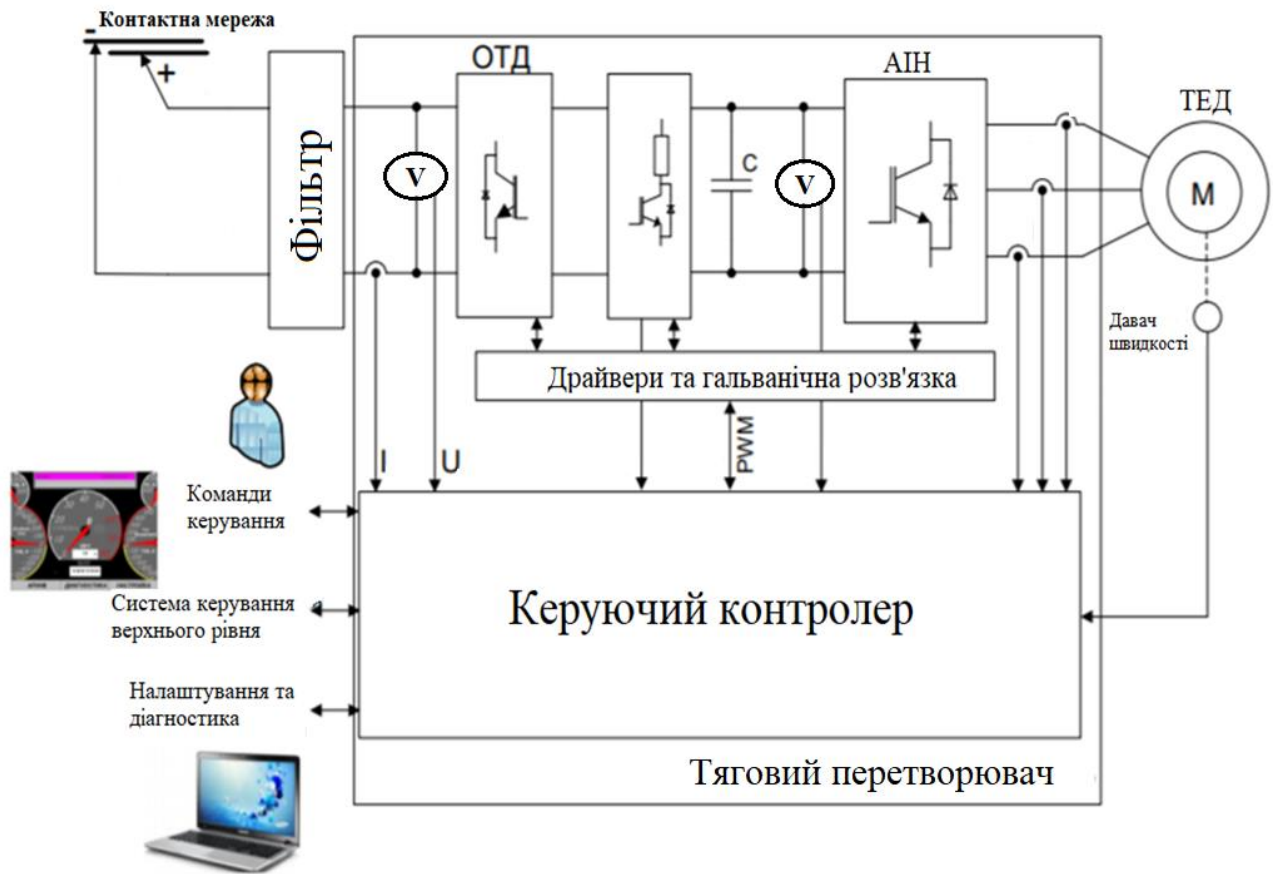 - Контактна мережа
+
Фільтр
ОТД
АІН
ТЕД
V
C
V
M
Давач
швидкості
Драйвери та гальванічна розв'язка
I
U
PWM
Команди
керування
Система керування
верхнього рівня
Налаштування та
діагностика
Керуючий контролер
Тяговий перетворювач